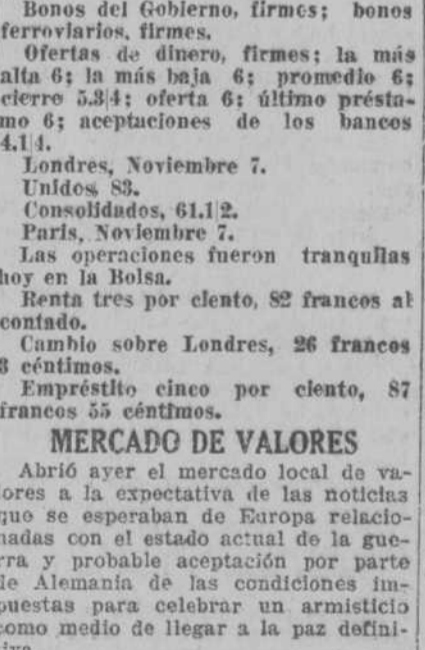 Bonos del Gobierno, firmes; bonos
ferroviarios, firmes.
Ofertas de dinero, firmes; la más
alta 6; la más baja 6; promedio 6;
cierre 5.3|4; oferta 6; último présta-
mo 6; aceptaciones de los bancos
4.1|4.
Londres, Noviembre 7.
Unidos, 83.
Consolidados, 61.1|2.
Paris, Noviembre 7.
Las operaciones fueron tranquilas
hoy en la Bolsa.
Renta tres por ciento, 82 francos al
contado.
Cambio sobre Londres, 26 francos
8 céntimos.
Empréstito cinco por ciento, 87
francos 55 céntimos.
MERCADO DE VALORES
Abrió ayer el mercado local de va-
lores a la expectativa de las noticias
que se esperaban de Europa relacio-
nadas con el estado actual de la gue-
rra y probable aceptación por parte
de Alemania de las condiciones im-
puestas para celebrar un armisticio
como medio de llegar a la paz defini-